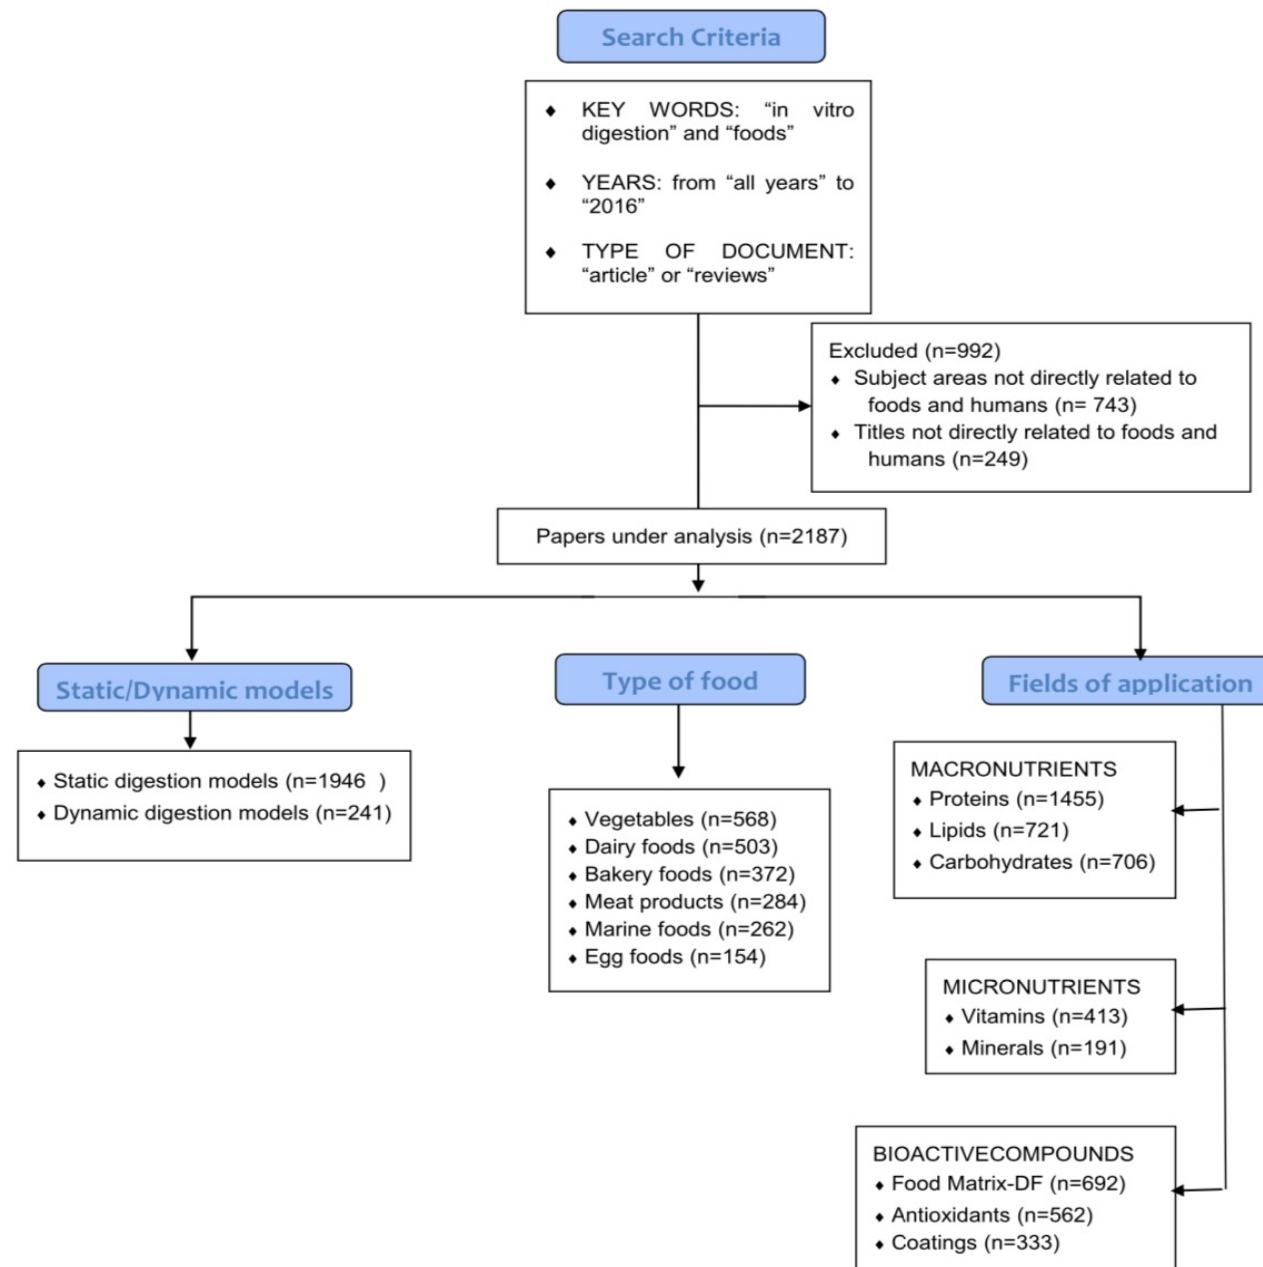 Search Criteria
♦ KEY WORDS: “in vitro
digestion” and “foods”
♦ YEARS: from “all years” to
“2016”
♦ TYPE OF DOCUMENT:
“article” or “reviews”
Excluded (n=992)
♦ Subject areas not directly related to
foods and humans (n= 743)
♦ Titles not directly related to foods and
humans (n=249)
Papers under analysis (n=2187)
Static/Dynamic models
♦ Static digestion models (n=1946 )
♦ Dynamic digestion models (n=241)
Type of food
♦ Vegetables (n=568)
♦ Dairy foods (n=503)
♦ Bakery foods (n=372)
♦ Meat products (n=284)
♦ Marine foods (n=262)
♦ Egg foods (n=154)
Fields of application
MACRONUTRIENTS
♦ Proteins (n=1455)
♦ Lipids (n=721)
♦ Carbohydrates (n=706)
MICRONUTRIENTS
♦ Vitamins (n=413)
♦ Minerals (n=191)
BIOACTIVECOMPOUNDS
♦ Food Matrix-DF (n=692)
♦ Antioxidants (n=562)
♦ Coatings (n=333)